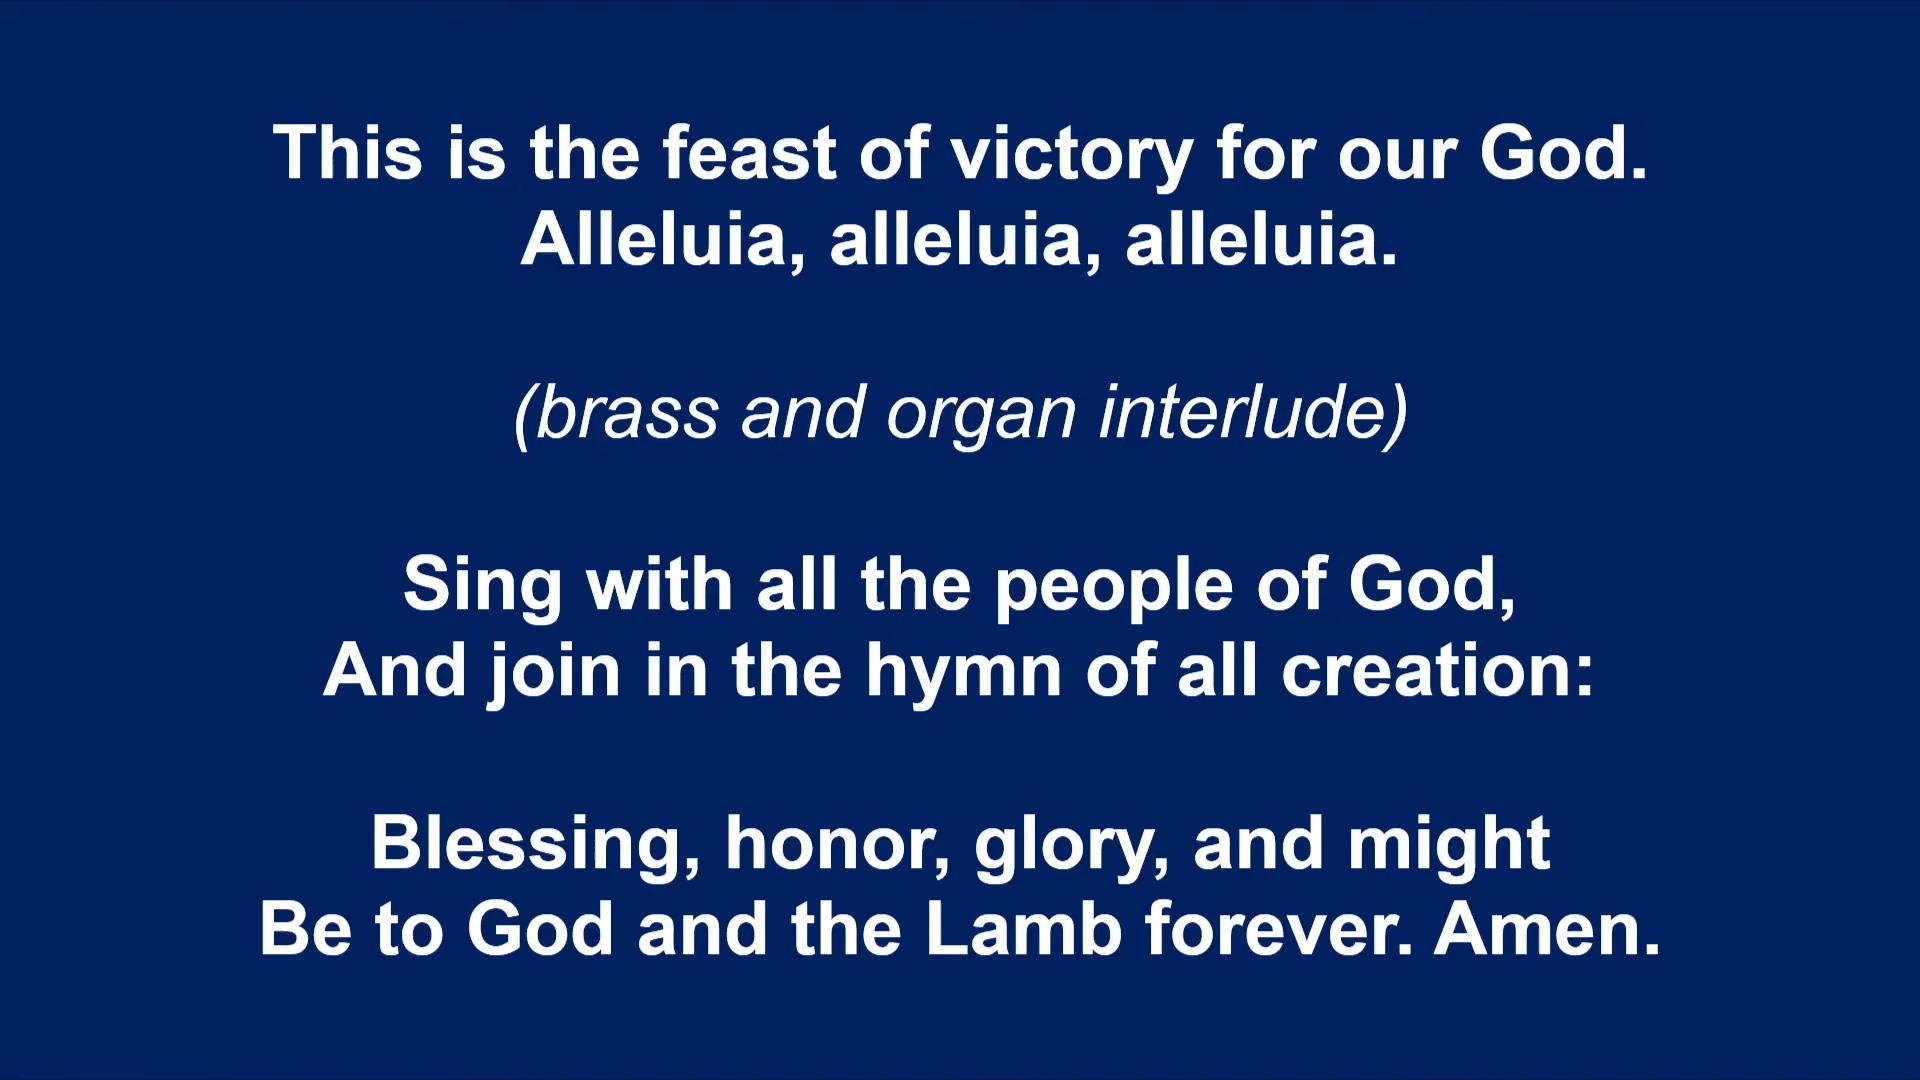 This is the feast of victory for our God.
Alleluia, alleluia, alleluia.
(brass and organ interlude)
Sing with all the people of God,
And join in the hymn of all creation:
Blessing, honor, glory, and might
Be to God and the Lamb forever. Amen.